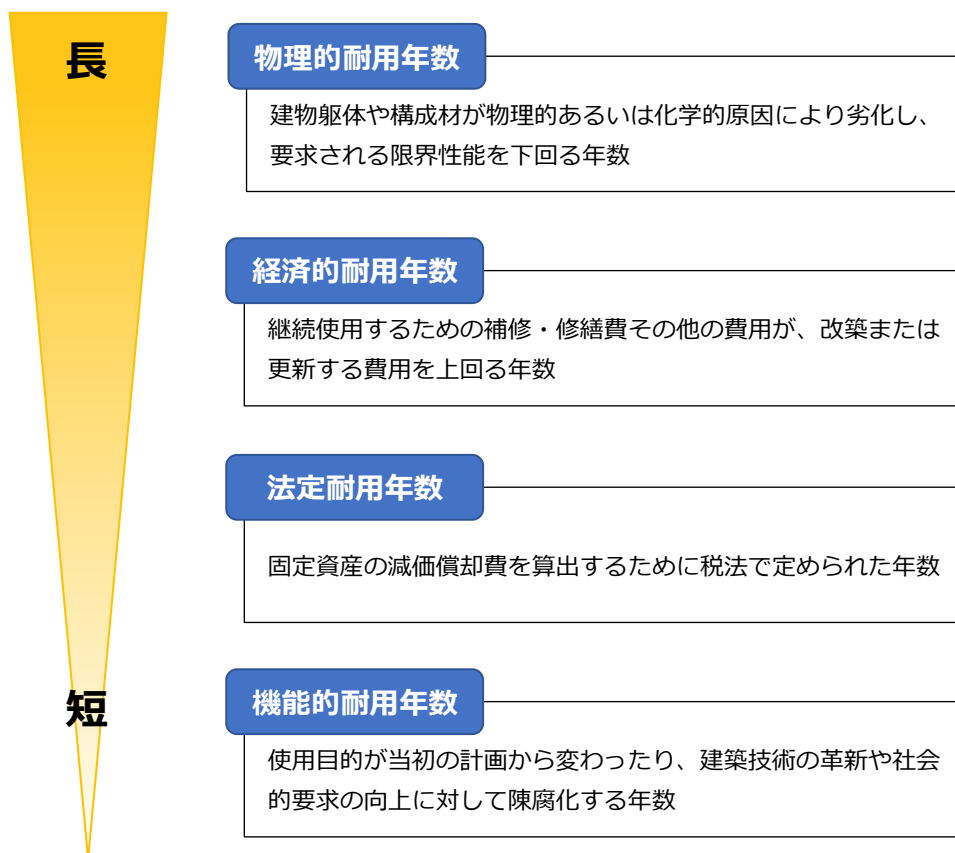 長
物理的耐用年数
建物躯体や構成材が物理的あるいは化学的原因により劣化し、
要求される限界性能を下回る年数
経済的耐用年数
継続使用するための補修・修繕費その他の費用が、改築または
更新する費用を上回る年数
法定耐用年数
固定資産の減価償却費を算出するために税法で定められた年数
短
機能的耐用年数
使用目的が当初の計画から変わったり、建築技術の革新や社会
的要求の向上に対して陳腐化する年数